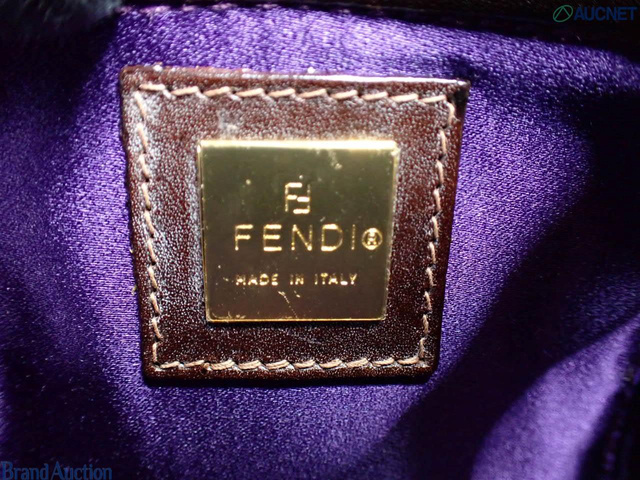 AUCNET
FENDI®
MADE IN ITALY
Brand Auction